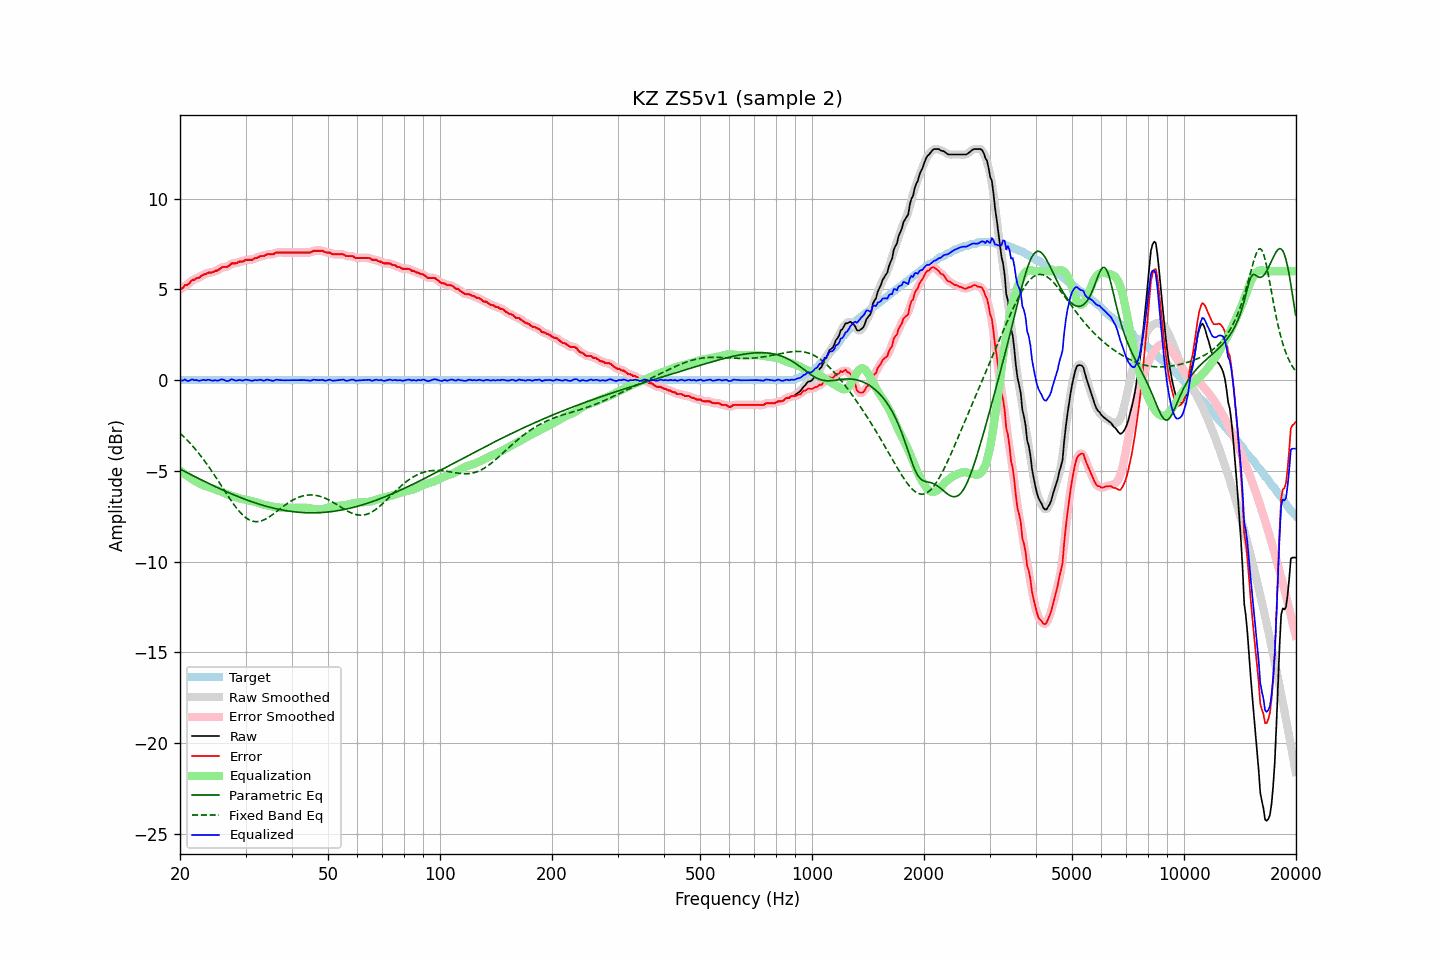 KZ ZS5v1 (sample 2)
Amplitude (dBr)
10
5
0
−5
−10
−15
−20
−25
Target
Raw Smoothed
Error Smoothed
Raw
Error
Equalization
Parametric Eq
Fixed Band Eq
Equalized
20 50 100 200 500 1000 2000 5000 10000 20000
Frequency (Hz)